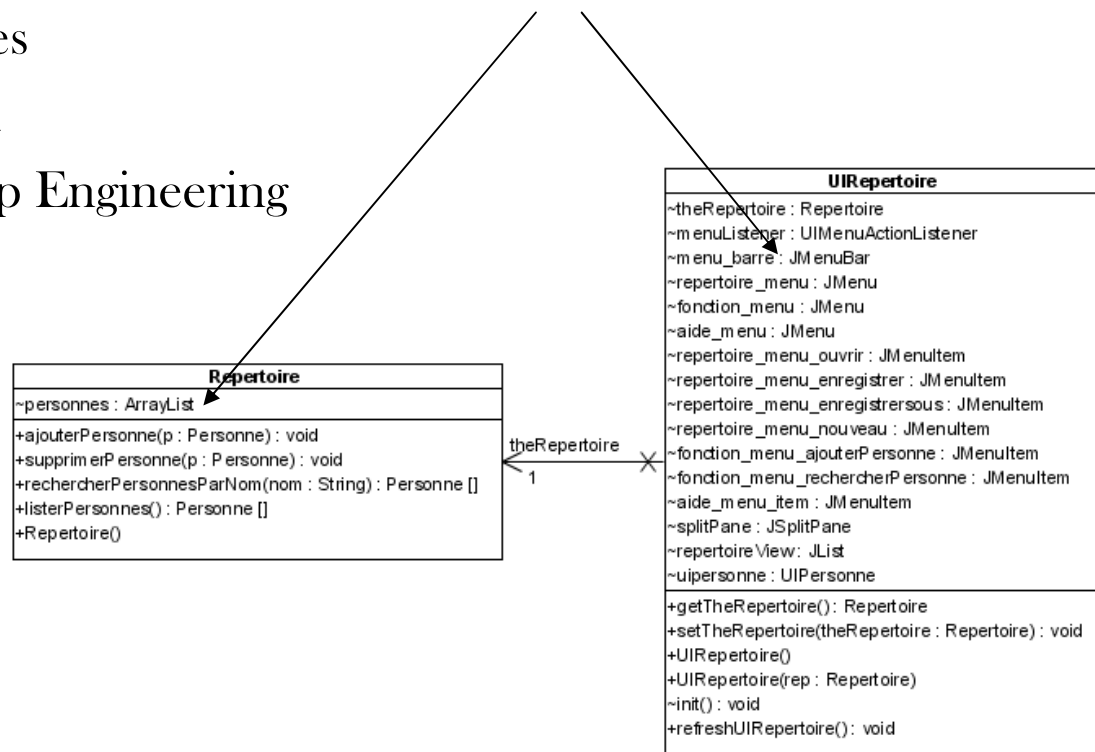 es
p Engineering
UIRepertoire
~theRepertoire : Repertoire
~menuListener : UIMenuActionListener
~menu_barre : JMenuBar
~repertoire_menu : JMenu
~fonction_menu : JMenu
~aide_menu : JMenu
~repertoire_menu_ouvrir : JMenuItem
~repertoire_menu_enregistrer : JMenuItem
~repertoire_menu_enregistrersous : JMenuItem
~repertoire_menu_nouveau : JMenuItem
~fonction_menu_ajouterPersonne : JMenuItem
~fonction_menu_rechercherPersonne : JMenuItem
~aide_menu_item : JMenuItem
~splitPane : JSplitPane
~repertoireView : JList
~uipersonne : UIPersonne
+getTheRepertoire() : Repertoire
+setTheRepertoire(theRepertoire : Repertoire) : void
+UIRepertoire()
+UIRepertoire(rep : Repertoire)
~init() : void
+refreshUIRepertoire() : void
Repertoire
~personnes : ArrayList
+ajouterPersonne(p : Personne) : void
+supprimerPersonne(p : Personne) : void
+rechercherPersonnesParNom(nom : String) : Personne []
+listerPersonnes() : Personne []
+Repertoire()
theRepertoire
1